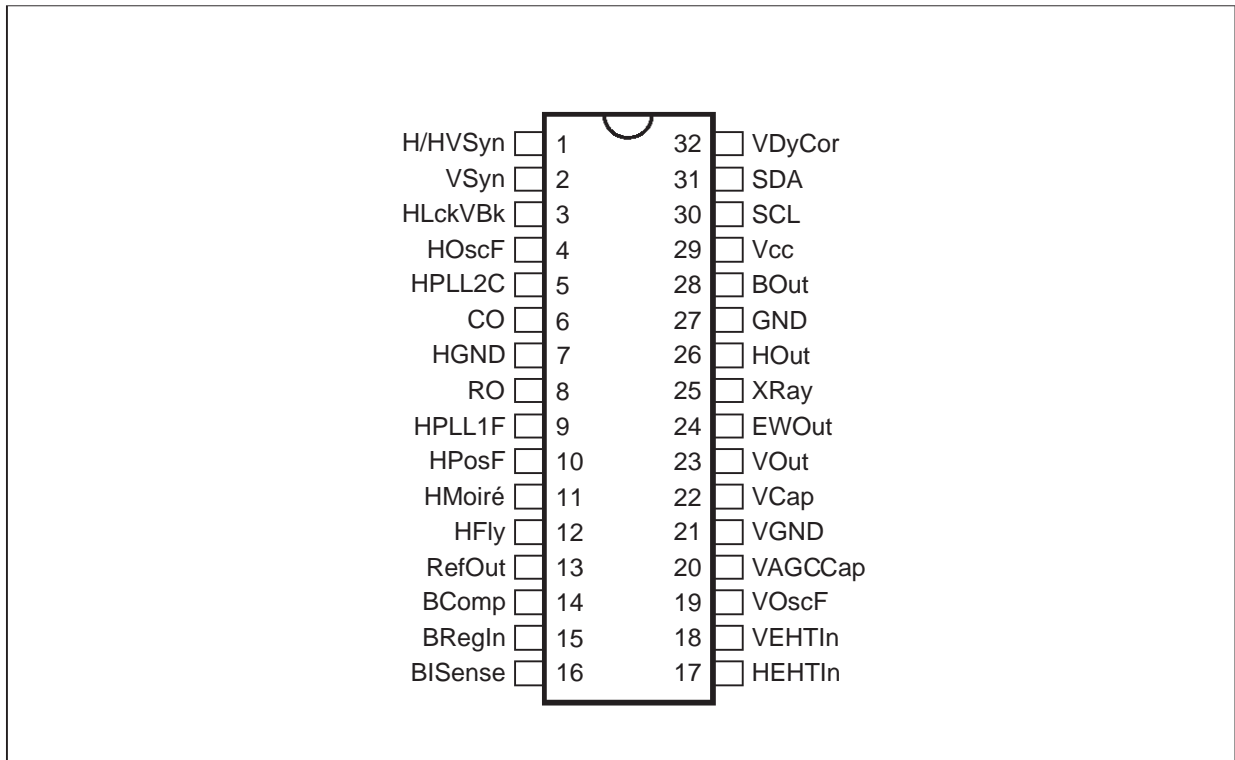 H/HVSyn 1 32 VDyCor
VSyn 2 31 SDA
HLckVBk 3 30 SCL
HOscF 4 29 Vcc
HPLL2C 5 28 BOut
CO 6 27 GND
HGND 7 26 HOut
RO 8 25 XRay
HPLL1F 9 24 EWOut
HPosF 10 23 VOut
HMoiré 11 22 VCap
HFly 12 21 VGND
RefOut 13 20 VAGCCap
BComp 14 19 VOscF
BRegIn 15 18 VEHTIn
BISense 16 17 HEHTIn